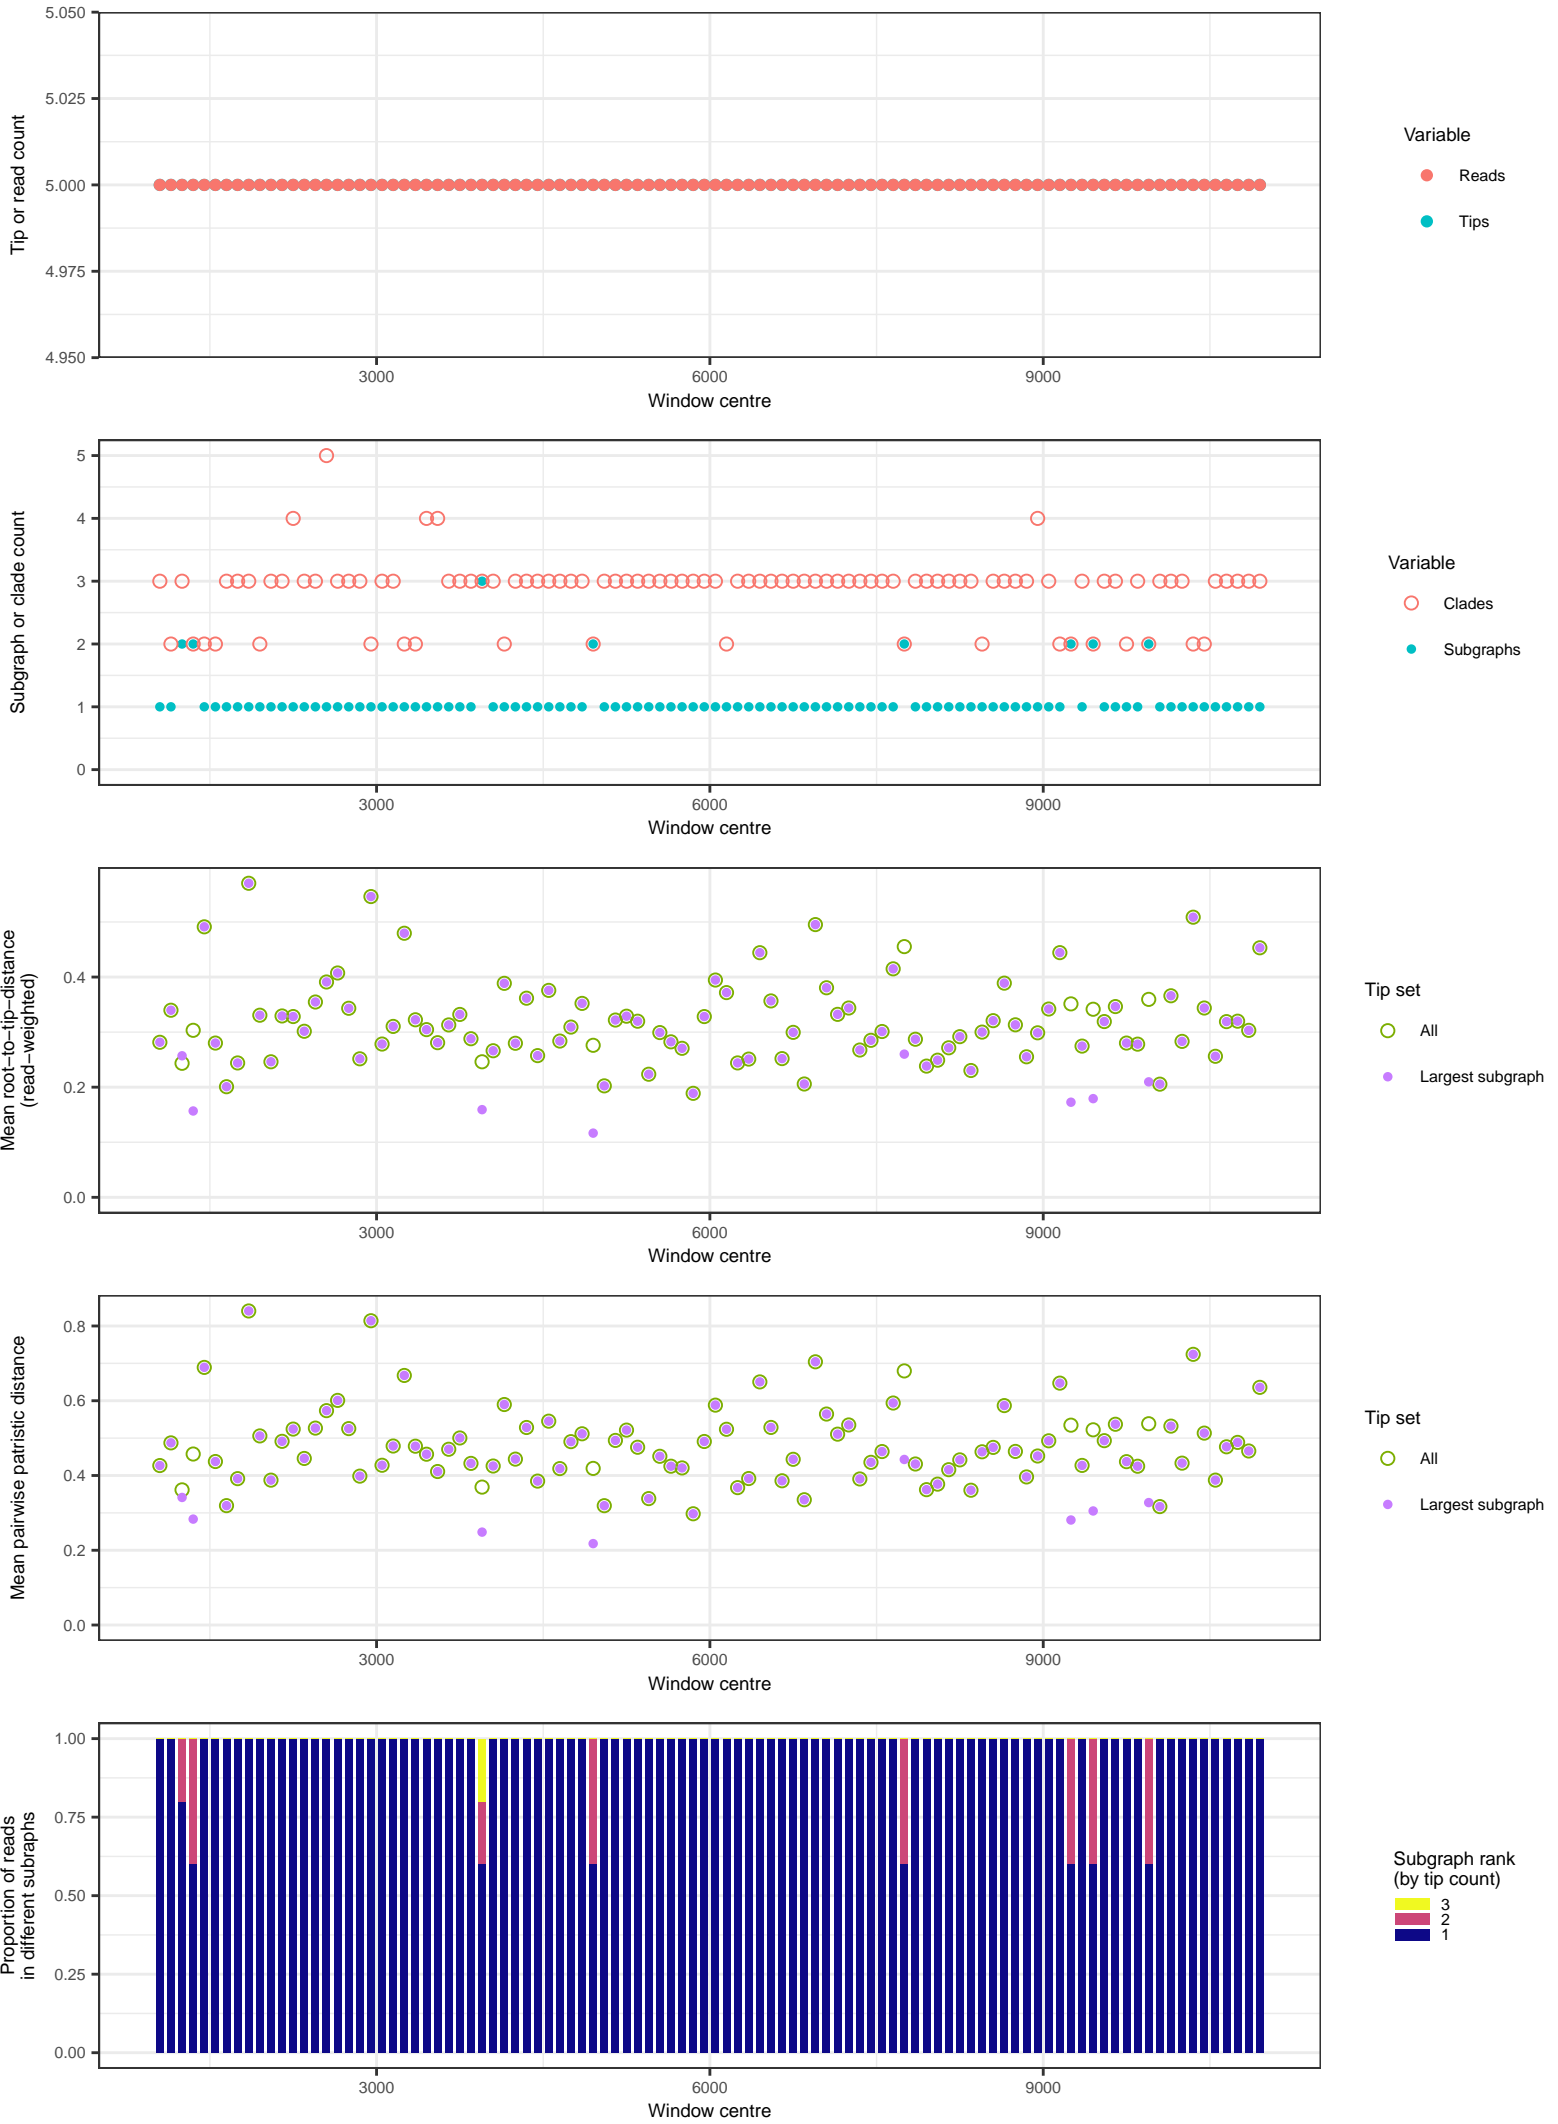 5.050
5.025
5.000
4.975
4.950
Tip or read count
3000
6000
9000
Window centre
Variable
Reads
Tips
5
4
3
2
1
0
Subgraph or clade count
3000
6000
9000
Window centre
Variable
Clades
Subgraphs
0.4
0.2
0.0
Mean root−to−tip−distance
(read−weighted)
3000
6000
9000
Window centre
Tip set
All
Largest subgraph
0.8
0.6
0.4
0.2
0.0
Mean pairwise patristic distance
3000
6000
9000
Window centre
Tip set
All
Largest subgraph
1.00
0.75
0.50
0.25
0.00
Proportion of reads
in different subraphs
3000
6000
9000
Window centre
Subgraph rank
(by tip count)
3
2
1